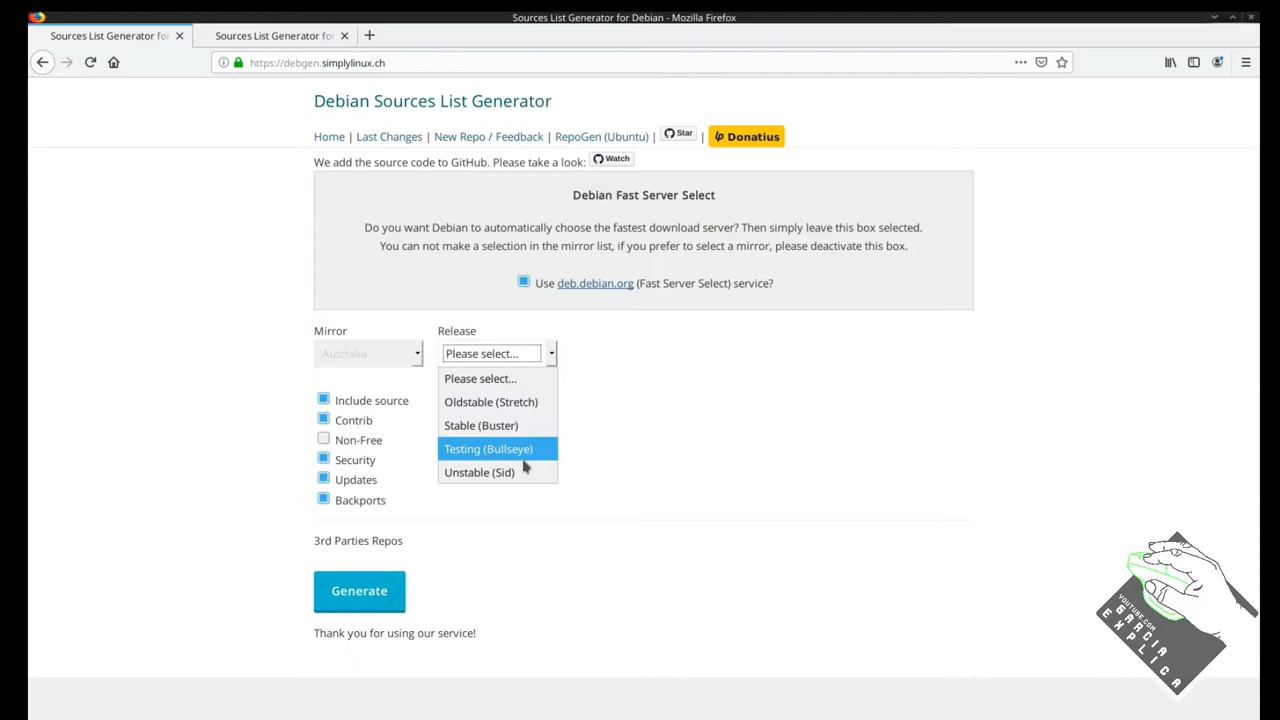 Sources List Generator for Debian - Mozilla Firefox
Sources List Generator for
Sources List Generator for
https://debgen.simplylinux.ch
Debian Sources List Generator
Home | Last Changes | New Repo / Feedback | RepoGen (Ubuntu) | Star | Donatius
We add the source code to GitHub. Please take a look: Watch
Debian Fast Server Select
Do you want Debian to automatically choose the fastest download server? Then simply leave this box selected.
You can not make a selection in the mirror list, if you prefer to select a mirror, please deactivate this box.
Use deb.debian.org (Fast Server Select) service?
Mirror
Release
Australia
Please select...
Please select...
Oldstable (Stretch)
Stable (Buster)
Testing (Bullseye)
Unstable (Sid)
Include source
Contrib
Non-Free
Security
Updates
Backports
3rd Parties Repos
Generate
Thank you for using our service!
YOUTUBE.COM
GARCIA
EXPLICA